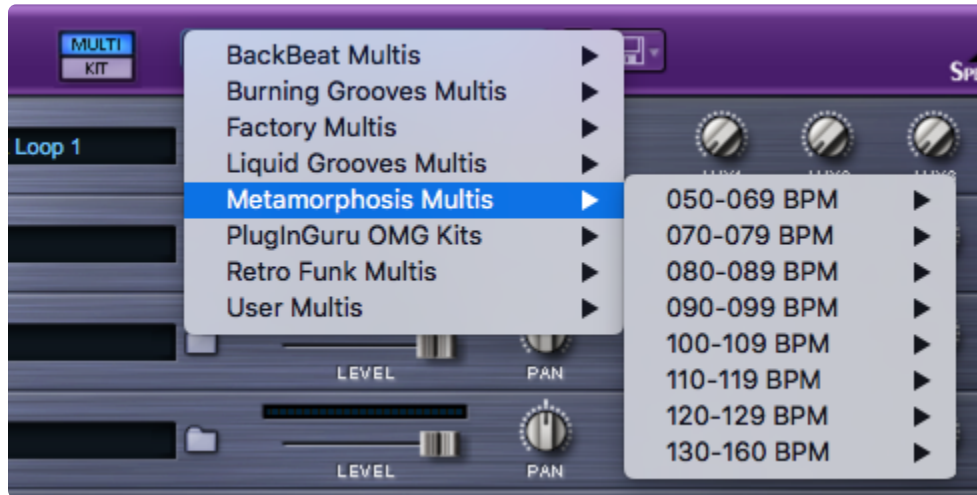 MULTI
KIT
BackBeat Multis
Burning Grooves Multis
Factory Multis
Liquid Grooves Multis
Metamorphosis Multis
PlugInGuru OMG Kits
Retro Funk Multis
User Multis
Loop 1
050-069 BPM
070-079 BPM
080-089 BPM
090-099 BPM
100-109 BPM
110-119 BPM
120-129 BPM
130-160 BPM
LEVEL
PAN
LEVEL
PAN